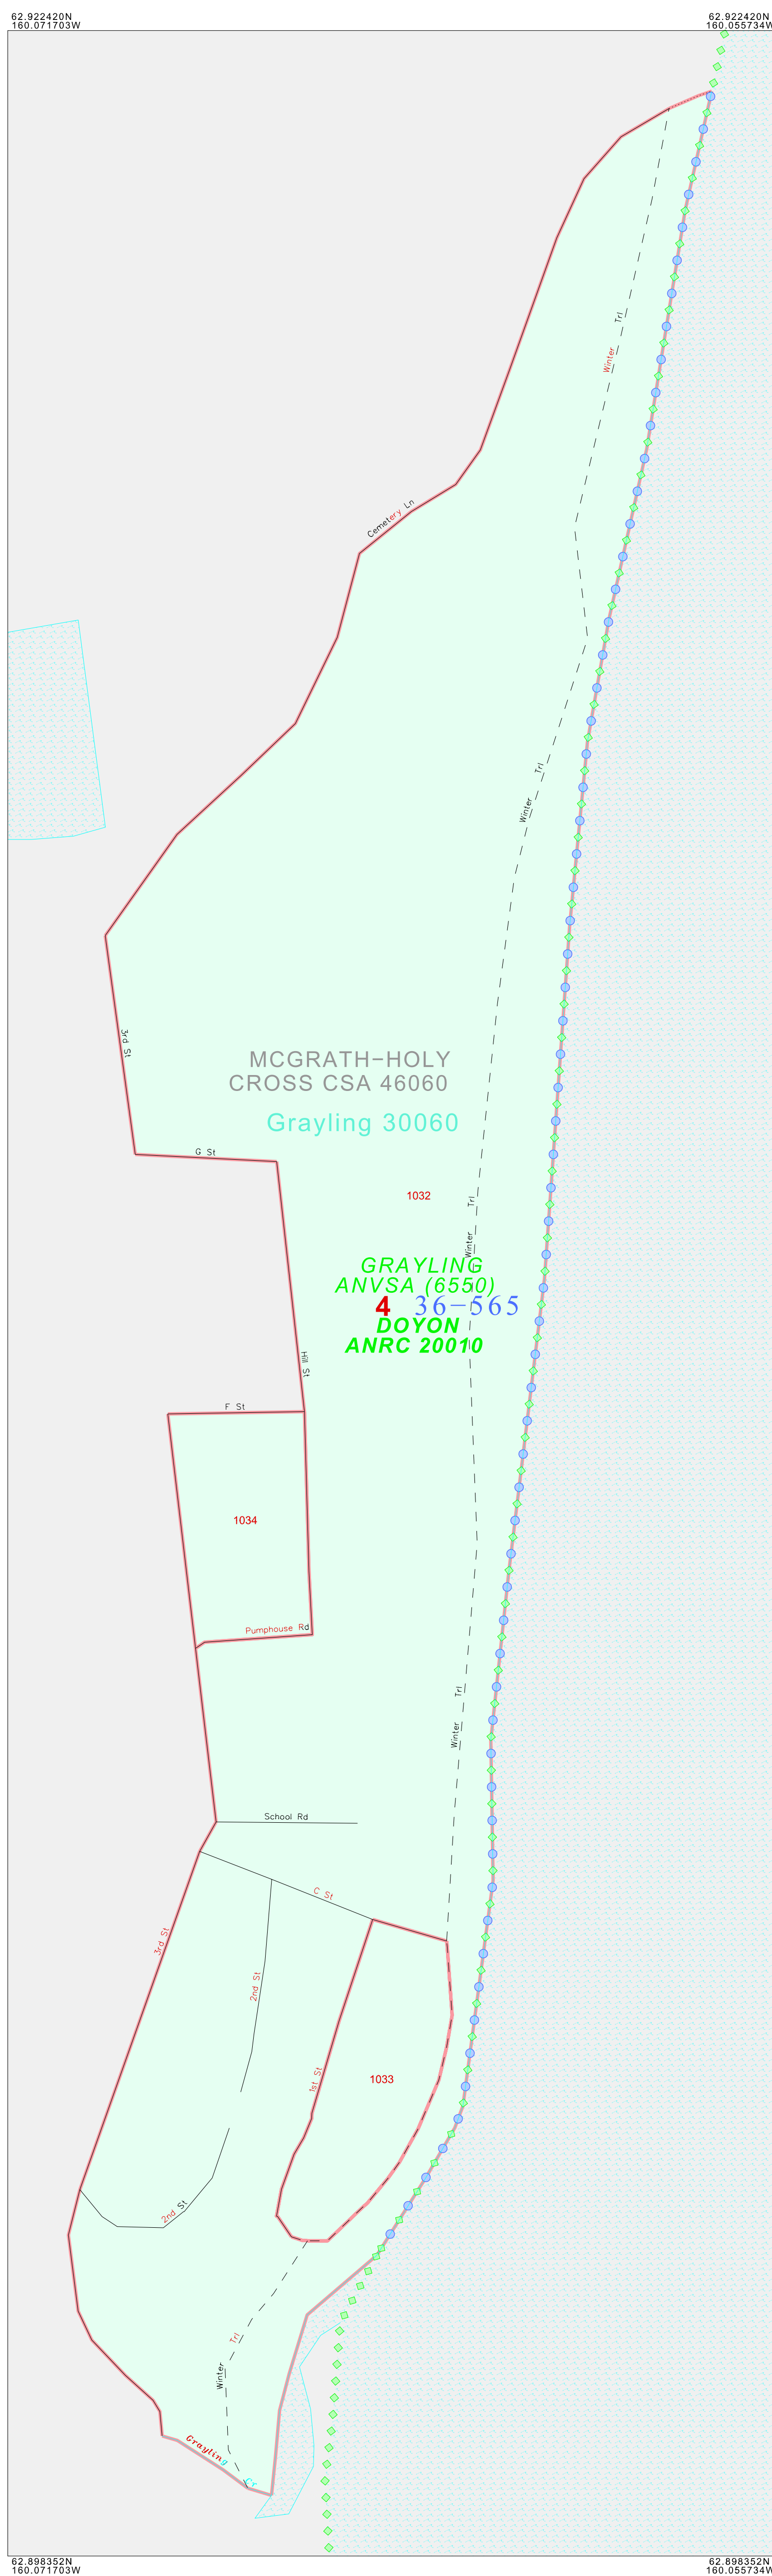 62.922420N
160.071703W
62.922420N
160.055734W
Winter Trl
Cemetery Ln
Winter Trl
3rd St
MCGRATH-HOLY
CROSS CSA 46060
Grayling 30060
G St
1032
Winter Trl
GRAYLING
ANVSA (6550)
4 36-565
DOYON
ANRC 20010
Hill St
F St
1034
Pumphouse Rd
Winter Trl
School Rd
C St
3rd St
2nd St
1st St
1033
2nd St
Winter Trl
Grayling Cr
62.898352N
160.071703W
62.898352N
160.055734W